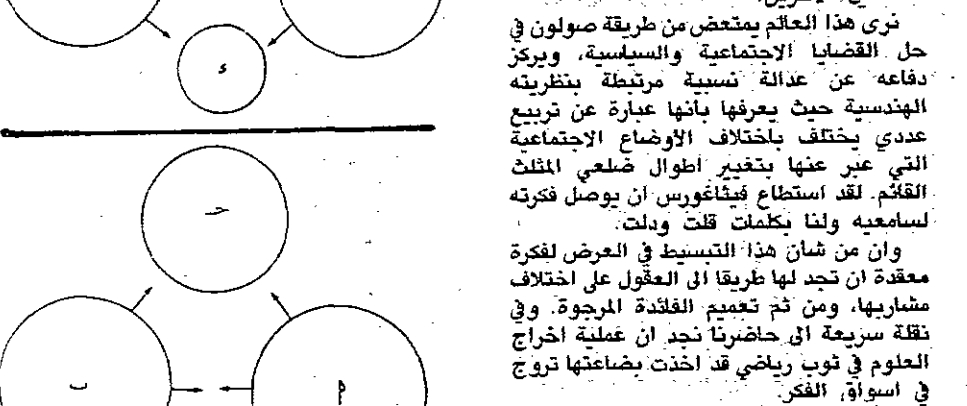 نرى هذا العالم يمتعض من طريقة صولون في
حل القضايا الاجتماعية والسياسية، ويركز
دفاعه عن عدالة نسبية مرتبطة بنظريته
الهندسية حيث يعرفها بأنها عبارة عن تربيع
عددي يختلف باختلاف الأوضاع الاجتماعية
التي عبر عنها بتغيير أطوال ضلعي المثلث
القائم. لقد استطاع فيثاغورس ان يوصل فكرته
لسامعيه ولنا بكلمات قلت ودلت.
وان من شأن هذا التبسيط في العرض لفكرة
معقدة ان تجد لها طريقا الى العقول على اختلاف
مشاربها، ومن ثم تعميم الفائدة المرجوة. وفي
نقلة سريعة الى حاضرنا نجد ان عملية اخراج
العلوم في ثوب رياضي قد اخذت بضاعتها تروج
في اسواق الفكر.
ء
حـ
ب
م